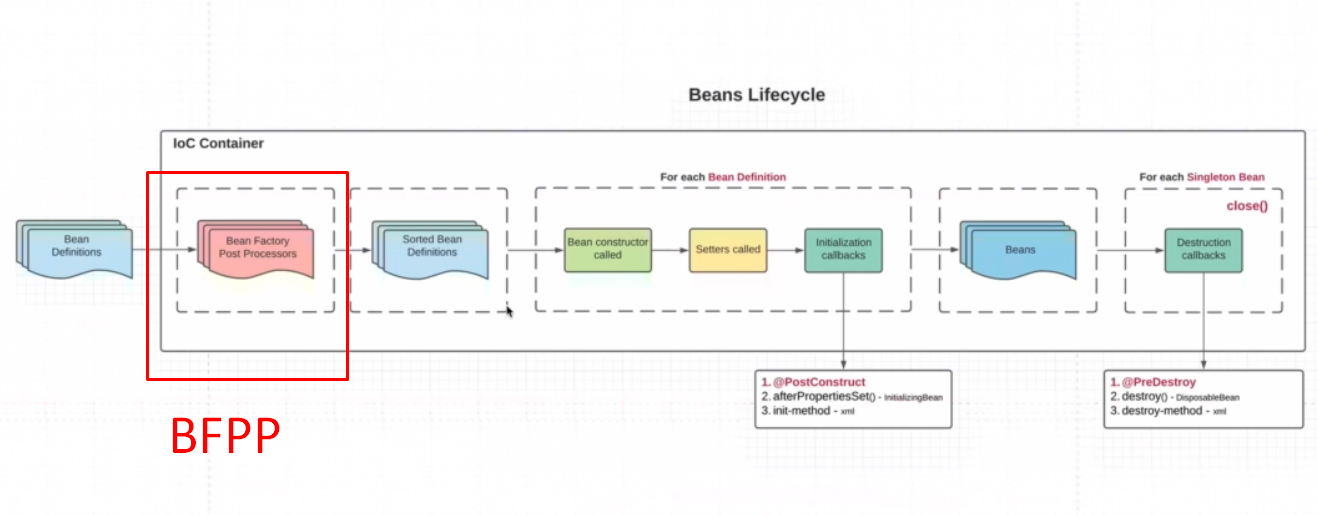 Beans Lifecycle
IoC Container
For each Bean Definition
For each Singleton Bean
close()
Bean
Definitions
Bean Factory
Post Processors
Sorted Bean
Definitions
Bean constructor
called
Setters called
Initialization
callbacks
Beans
Destruction
callbacks
1. @PostConstruct
2. afterPropertiesSet() - InitializingBean
3. init-method - xml
1. @PreDestroy
2. destroy() - DisposableBean
3. destroy-method - xml
BFPP